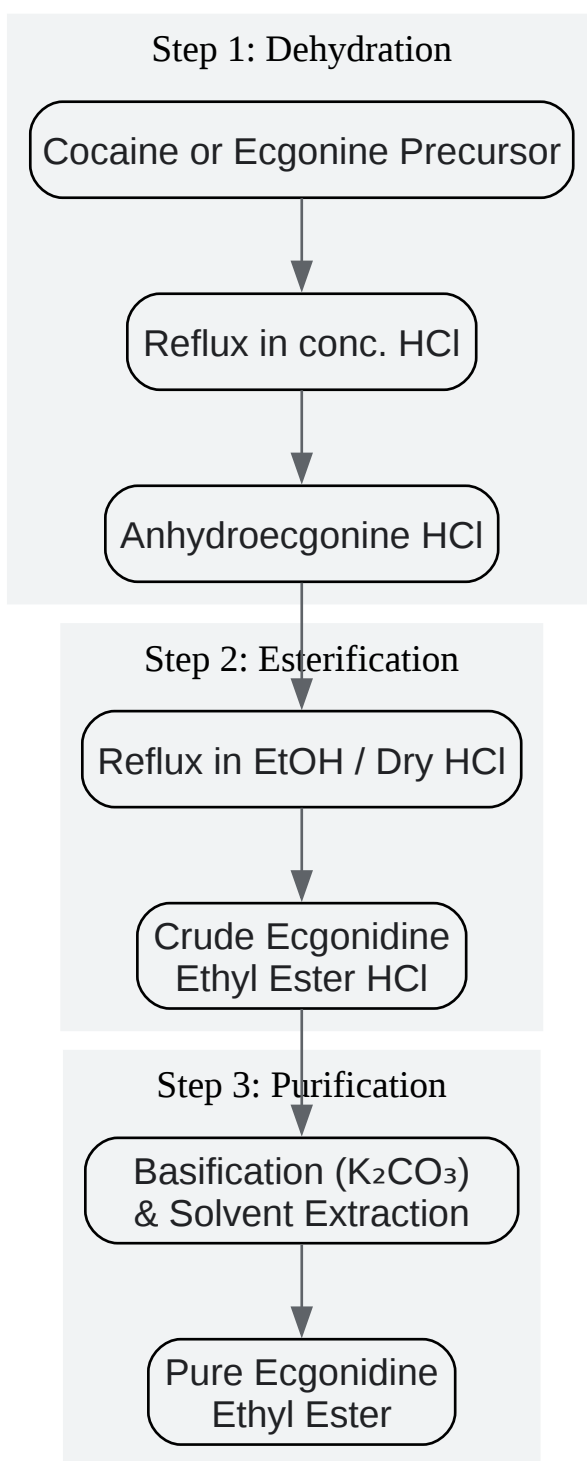 Step 1: Dehydration
Cocaine or Ecgonine Precursor
Reflux in conc. HCl
Anhydroecgonine HCl
Step 2: Esterification
Reflux in EtOH / Dry HCl
Crude Ecgonidine
Ethyl Ester HCl
Step 3: Purification
Basification (K₂CO₃)
& Solvent Extraction
Pure Ecgonidine
Ethyl Ester